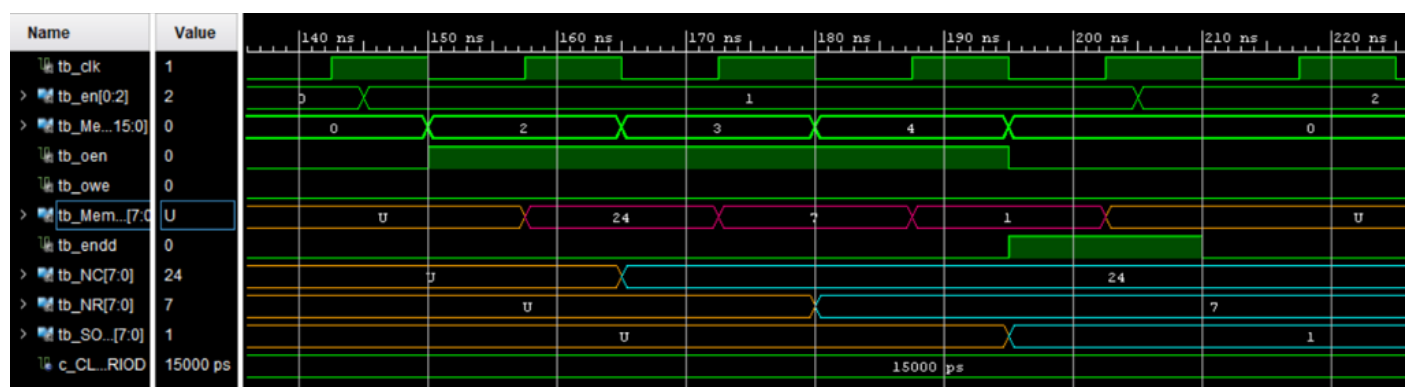 Name Value 140 ns 150 ns 160 ns 170 ns 180 ns 190 ns 200 ns 210 ns 220 ns
tb_clk 1
tb_en[0:2] 2 0 1 2
tb_Me...15:0] 0 0 2 3 4 0
tb_oen 0
tb_owe 0
tb_Mem...[7:0 U U 24 7 1 U
tb_endd 0
tb_NC[7:0] 24 U 24
tb_NR[7:0] 7 U 7
tb_SO...[7:0] 1 U 1
c_CL...RIOD 15000 ps 15000 ps